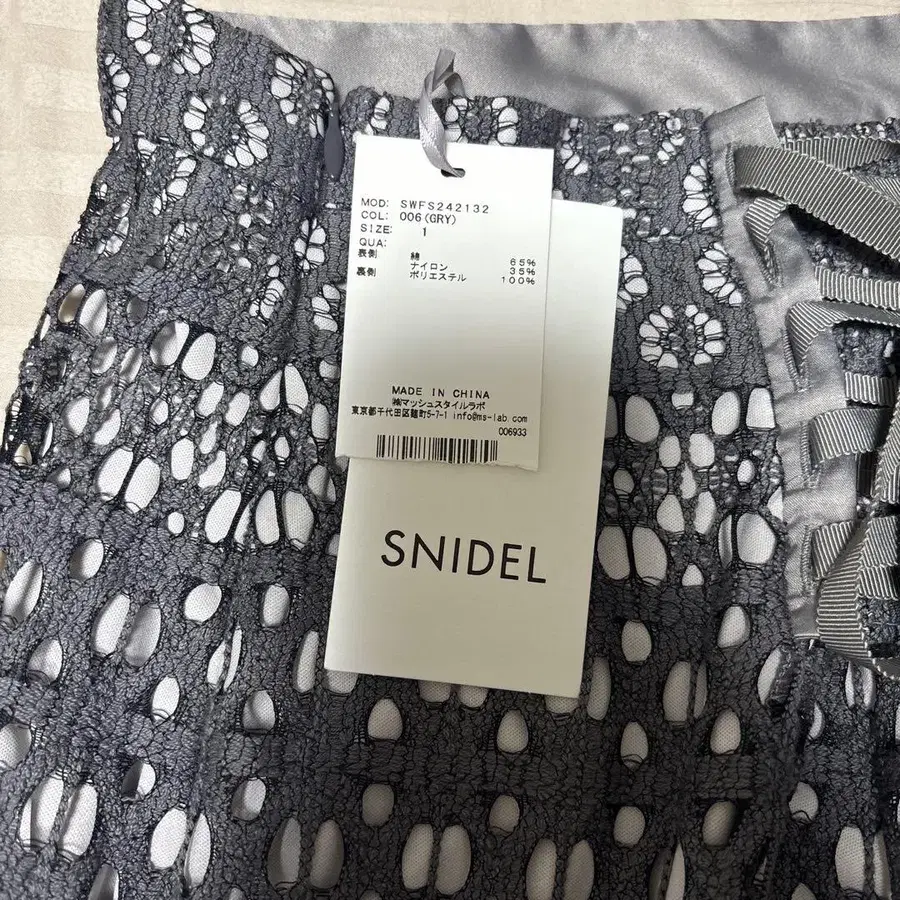 MOD: SWFS242132
COL: 006(GRY)
SIZE: 1
QUA:
表側 綿 65%
ナイロン 35%
裏側 ポリエステル 100%
MADE IN CHINA
㈱マッシュスタイルラボ
東京都千代田区麹町5-7-1 info@ms-lab.com
006933
SNIDEL